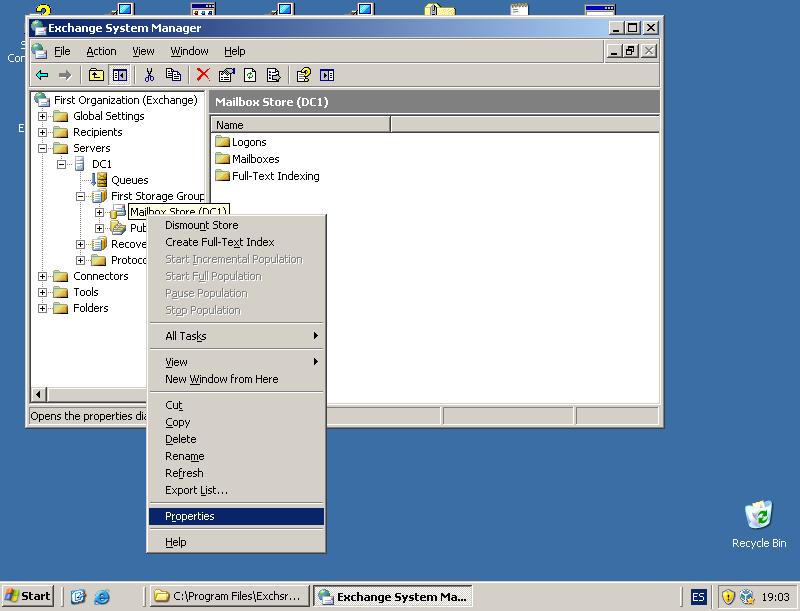 Exchange System Manager
File Action View Window Help
First Organization (Exchange)
Global Settings
Recipients
Servers
DC1
Queues
First Storage Group
Mailbox Store (DC1)
Pub
Recove
Protoco
Connectors
Tools
Folders
Mailbox Store (DC1)
Name
Logons
Mailboxes
Full-Text Indexing
Dismount Store
Create Full-Text Index
Start Incremental Population
Start Full Population
Pause Population
Stop Population
All Tasks
View
New Window from Here
Cut
Copy
Delete
Rename
Refresh
Export List...
Properties
Help
Opens the properties dia
Recycle Bin
Start
C:\Program Files\Exchsr...
Exchange System Ma...
ES
19:03